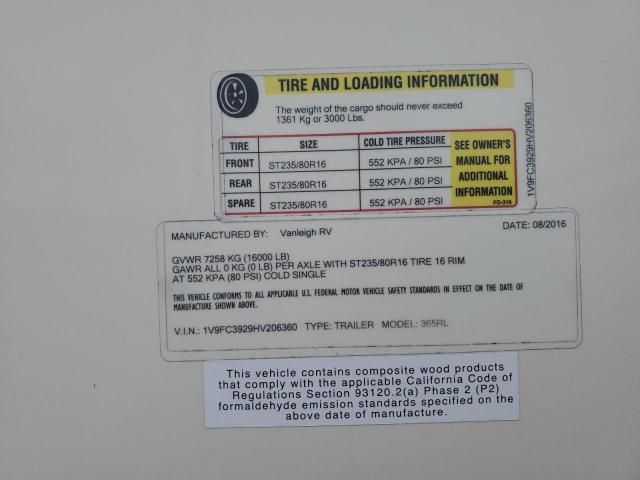 TIRE AND LOADING INFORMATION
The weight of the cargo should never exceed
1361 Kg or 3000 Lbs.
TIRE SIZE COLD TIRE PRESSURE
FRONT ST235/80R16 552 KPA / 80 PSI
REAR ST235/80R16 552 KPA / 80 PSI
SPARE ST235/80R16 552 KPA / 80 PSI
SEE OWNER'S
MANUAL FOR
ADDITIONAL
INFORMATION
FD-316
1V9FC3929HV206360
MANUFACTURED BY: Vanleigh RV DATE: 08/2016
GVWR 7258 KG (16000 LB)
GAWR ALL 0 KG (0 LB) PER AXLE WITH ST235/80R16 TIRE 16 RIM
AT 552 KPA (80 PSI) COLD SINGLE
THIS VEHICLE CONFORMS TO ALL APPLICABLE U.S. FEDERAL MOTOR VEHICLE SAFETY STANDARDS IN EFFECT ON THE DATE OF
MANUFACTURE SHOWN ABOVE.
V.I.N.: 1V9FC3929HV206360 TYPE: TRAILER MODEL: 365RL
This vehicle contains composite wood products
that comply with the applicable California Code of
Regulations Section 93120.2(a) Phase 2 (P2)
formaldehyde emission standards specified on the
above date of manufacture.